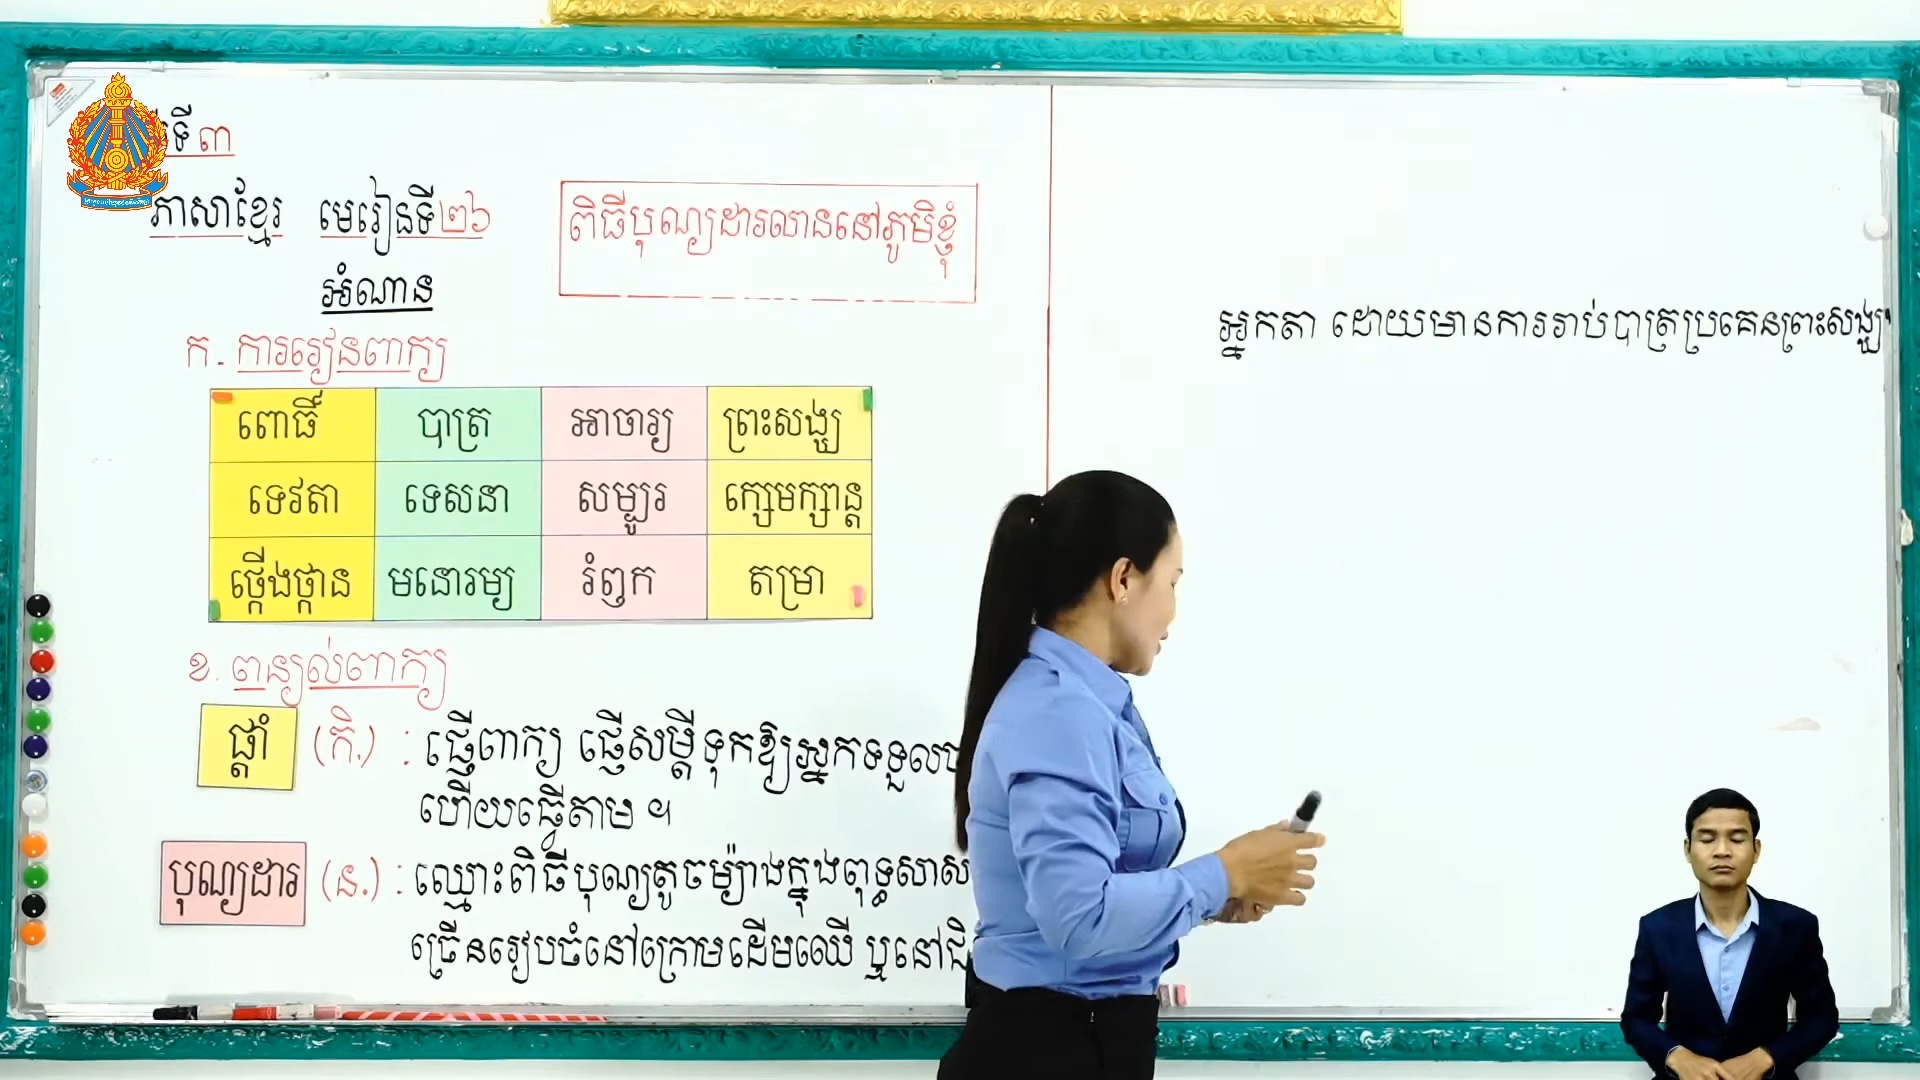 ទី ៣
ភាសាខ្មែរ មេរៀនទី២៦
អំណាន
ពិធីបុណ្យដារលាននៅភូមិខ្ញុំ
ក. ការរៀនពាក្យ
ពោធិ៍ បាត្រ អាចារ្យ ព្រះសង្ឃ
ទេវតា ទេសនា សម្បូរ ក្សេមក្សាន្ត
ថ្កើងថ្កាន មនោរម្យ រំឭក តម្រា
ខ. ពន្យល់ពាក្យ
ផ្ដាំ (កិ.) : ផ្ញើពាក្យ ផ្ញើសម្ដីទុកឱ្យអ្នកទទួល
ហើយធ្វើតាម ។
បុណ្យដារ (ន.) : ឈ្មោះពិធីបុណ្យតូចម្យ៉ាងក្នុងពុទ្ធសាស
ច្រើនរៀបចំនៅក្រោមដើមឈើ ឬនៅជិ
អ្នកតា ដោយមានការរាប់បាត្រប្រគេនព្រះសង្ឃ។